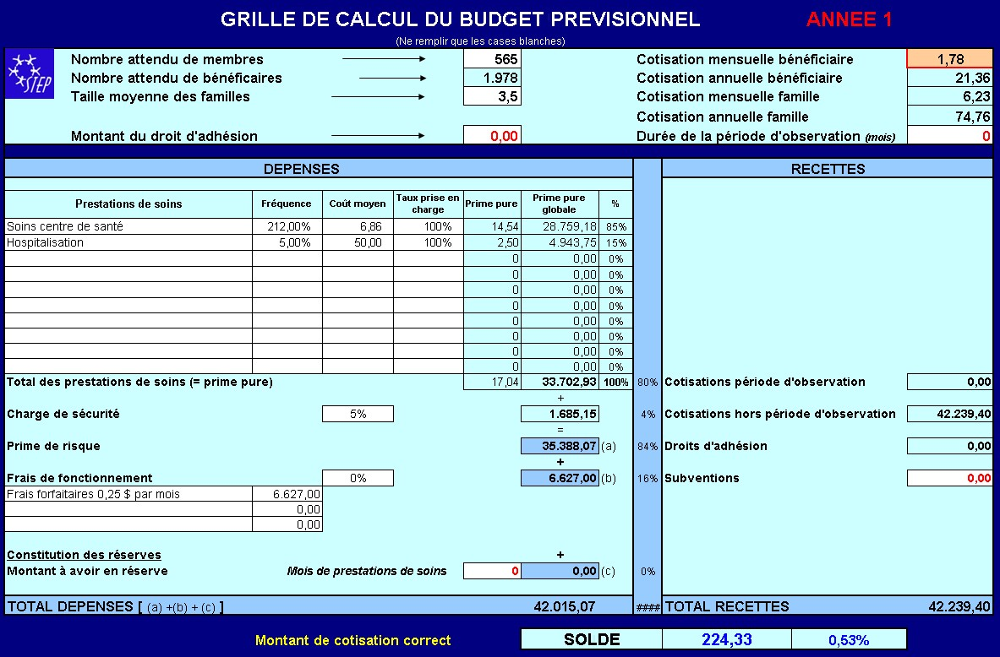 GRILLE DE CALCUL DU BUDGET PREVISIONNEL ANNEE 1
(Ne remplir que les cases blanches)
STEP
Nombre attendu de membres 565 Cotisation mensuelle bénéficiaire 1,78
Nombre attendu de bénéficaires 1.978 Cotisation annuelle bénéficiaire 21,36
Taille moyenne des familles 3,5 Cotisation mensuelle famille 6,23
Cotisation annuelle famille 74,76
Montant du droit d'adhésion 0,00 Durée de la période d'observation (mois) 0
DEPENSES RECETTES
Prestations de soins Fréquence Coût moyen Taux prise en charge Prime pure Prime pure globale %
Soins centre de santé 212,00% 6,86 100% 14,54 28.759,18 85%
Hospitalisation 5,00% 50,00 100% 2,50 4.943,75 15%
0 0,00 0%
0 0,00 0%
0 0,00 0%
0 0,00 0%
0 0,00 0%
0 0,00 0%
0 0,00 0%
0 0,00 0%
Total des prestations de soins (= prime pure) 17,04 33.702,93 100% 80% Cotisations période d'observation 0,00
+
Charge de sécurité 5% 1.685,15 4% Cotisations hors période d'observation 42.239,40
=
Prime de risque 35.388,07 (a) 84% Droits d'adhésion 0,00
+
Frais de fonctionnement 0% 6.627,00 (b) 16% Subventions 0,00
Frais forfaitaires 0,25 $ par mois 6.627,00
0,00
0,00
Constitution des réserves +
Montant à avoir en réserve Mois de prestations de soins 0 0,00 (c) 0%
TOTAL DEPENSES [ (a) +(b) + (c) ] 42.015,07 #### TOTAL RECETTES 42.239,40
Montant de cotisation correct SOLDE 224,33 0,53%